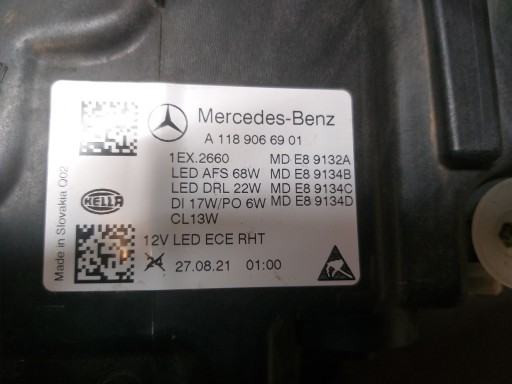 Mercedes-Benz
A 118 906 69 01
1EX.2660 MD E8 9132A
LED AFS 68W MD E8 9134B
LED DRL 22W MD E8 9134C
DI 17W/PO 6W MD E8 9134D
CL13W
12V LED ECE RHT
27.08.21 01:00
HELLA
Made in Slovakia Q02